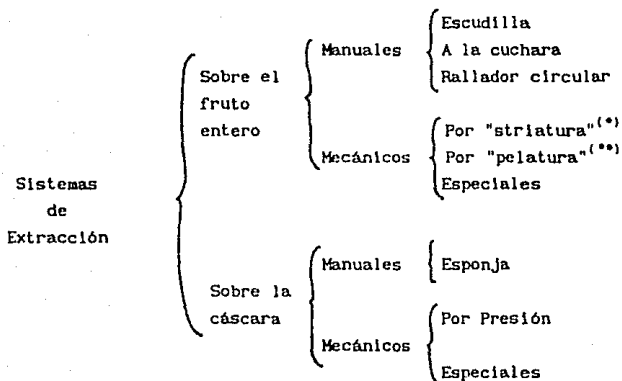 Sistemas
de
Extracción
Sobre el
fruto
entero
Manuales
Escudilla
A la cuchara
Rallador circular
Mecánicos
Por "striatura"(*)
Por "pelatura"(**)
Especiales
Sobre la
cáscara
Manuales
Esponja
Mecánicos
Por Presión
Especiales